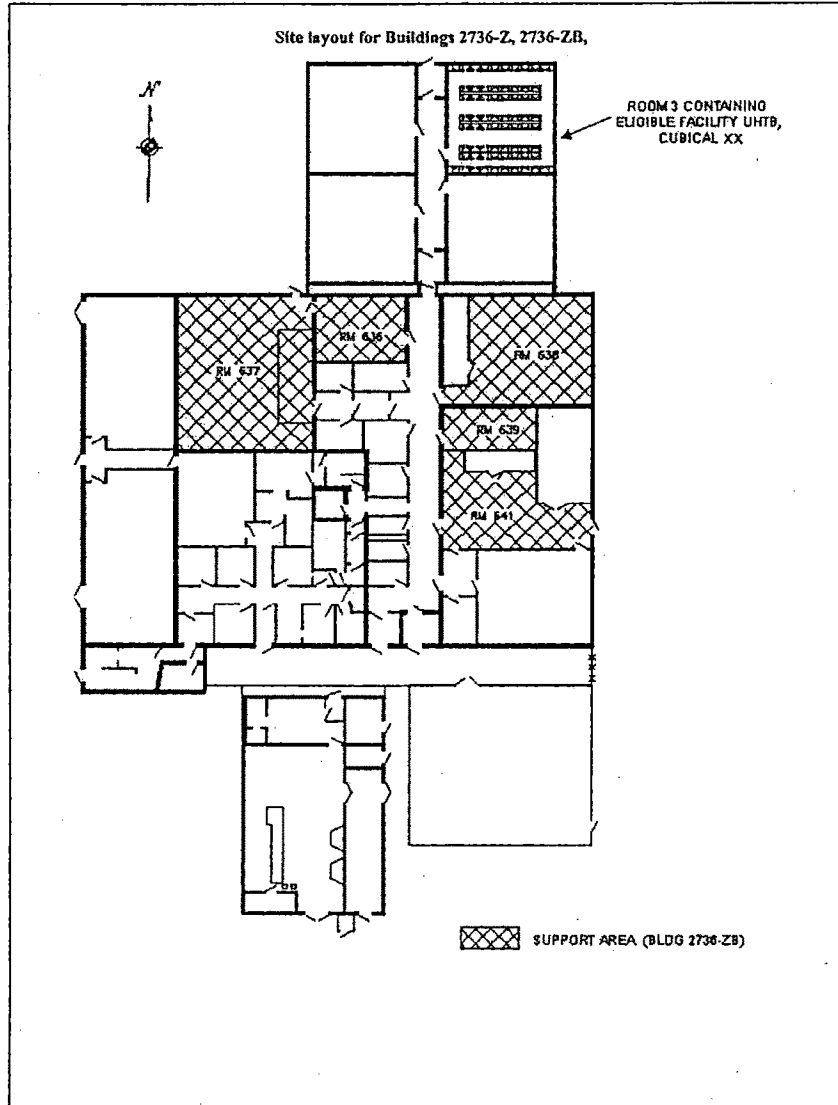 Site layout for Buildings 2736-Z, 2736-ZB,
N
ROOM 3 CONTAINING
ELIGIBLE FACILITY UHTB,
CUBICAL XX
RM 636
RM 637
RM 638
RM 639
RM 641
SUPPORT AREA (BLDG 2736-ZB)